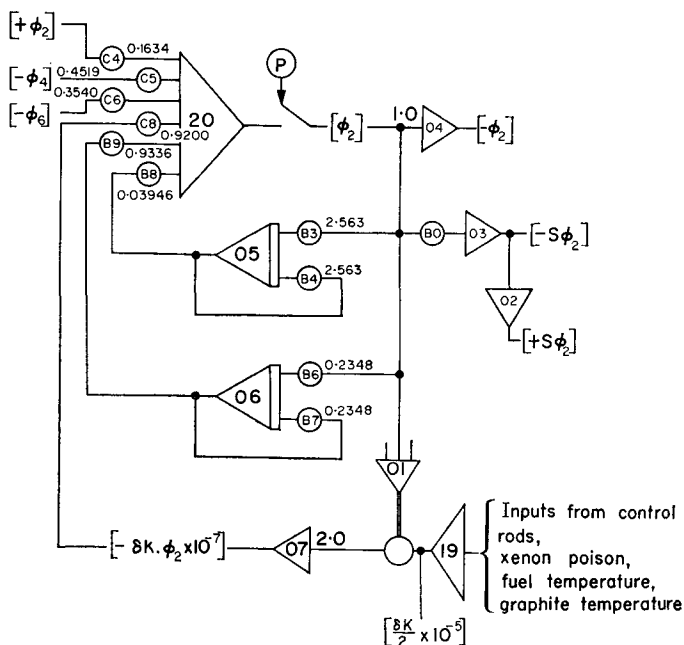 [+ϕ₂]
C4 0·1634
[-ϕ₄] 0·4519 C5
[-ϕ₆] 0·3540 C6
C8 0·9200
B9 0·9336
B8 0·03946
20
P
[ϕ₂]
1·0 04 [-ϕ₂]
05 B3 2·563
B4 2·563
B0 03 [-Sϕ₂]
02
[+Sϕ₂]
06 B6 0·2348
B7 0·2348
01
[- δK.ϕ₂×10⁻⁷] 07 2·0 19
[δK/2 ×10⁻⁵]
Inputs from control
rods,
xenon poison,
fuel temperature,
graphite temperature